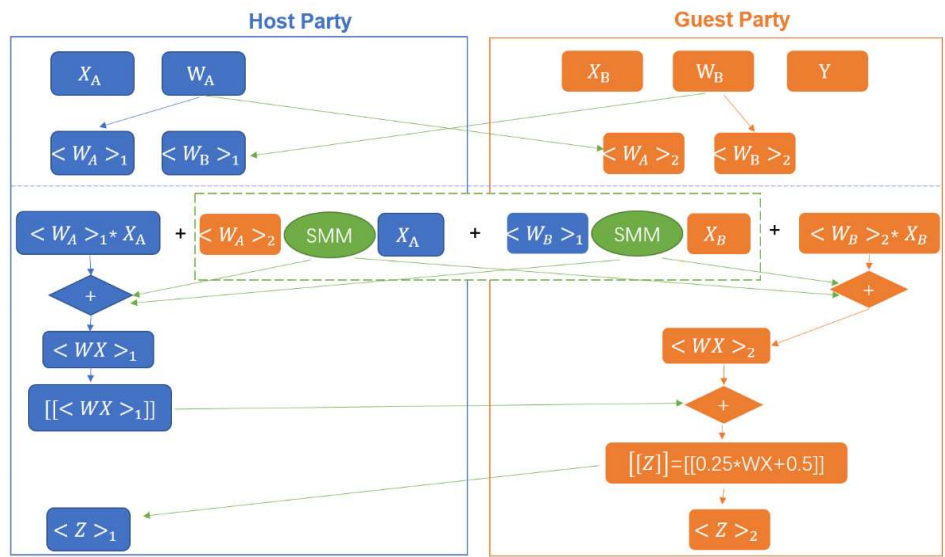 Host Party
Guest Party
X_A W_A
X_B W_B Y
< W_A >_1 < W_B >_1
< W_A >_2 < W_B >_2
< W_A >_1* X_A + < W_A >_2 SMM X_A + < W_B >_1 SMM X_B + < W_B >_2* X_B
+
+
< WX >_1
< WX >_2
[[< WX >_1]]
+
[[Z]]=[[0.25*WX+0.5]]
< Z >_1
< Z >_2